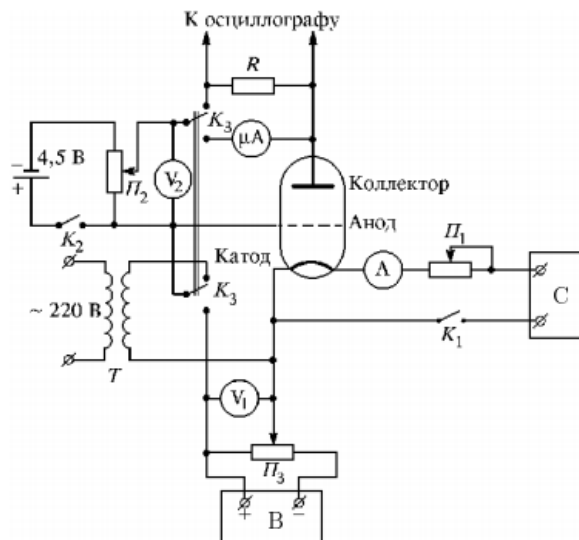 К осциллографу
R
K₃
μA
− 4,5 В
+
П₂
V₂
Коллектор
Анод
П₁
K₂
Катод
A
С
K₃
~ 220 В
K₁
T
V₁
П₃
+ −
В